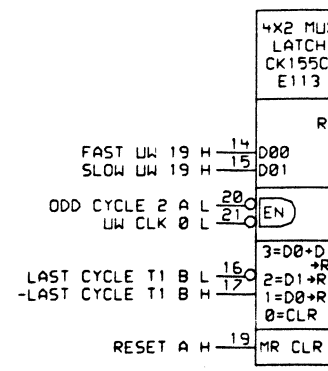 4X2 MUX
LATCH
CK155C
E113
R
FAST UW 19 H 14 D00
SLOW UW 19 H 15 D01
ODD CYCLE 2 A L 20
EN
UW CLK 0 L 21
3=D0+D
→R
LAST CYCLE T1 B L 16 2=D1→R
-LAST CYCLE T1 B H 17 1=D0→R
0=CLR
RESET A H 19 MR CLR